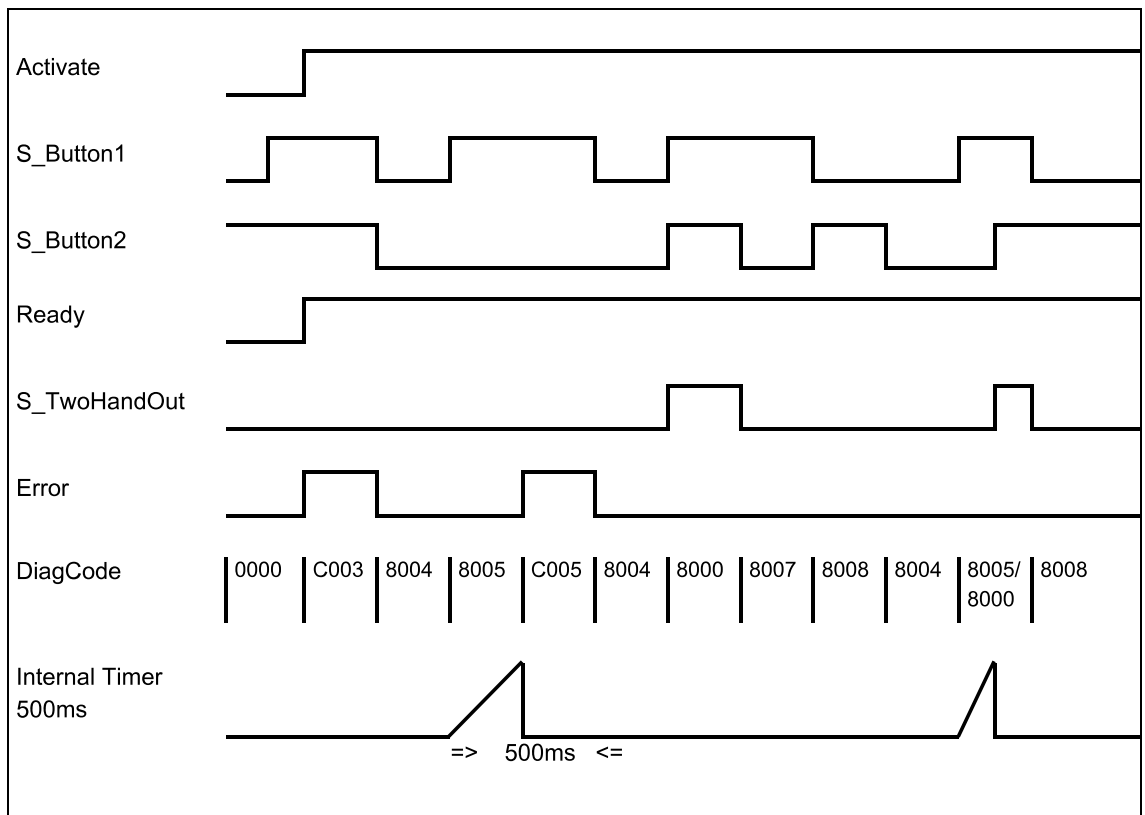 Activate
S_Button1
S_Button2
Ready
S_TwoHandOut
Error
DiagCode 0000 C003 8004 8005 C005 8004 8000 8007 8008 8004 8005/ 8008
8000
Internal Timer
500ms
=> 500ms <=